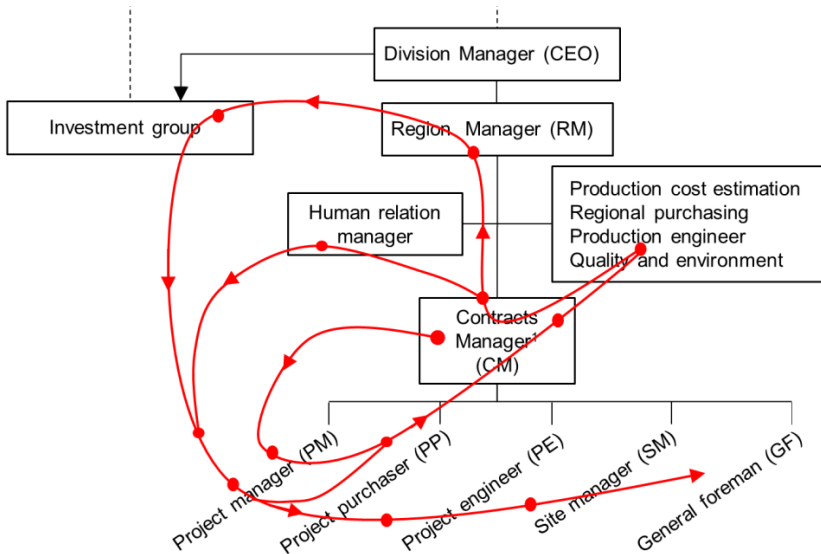 Division Manager (CEO)
Investment group
Region Manager (RM)
Production cost estimation
Regional purchasing
Production engineer
Quality and environment
Human relation
manager
Contracts
Manager¹
(CM)
Project manager (PM)
Project purchaser (PP)
Project engineer (PE)
Site manager (SM)
General foreman (GF)